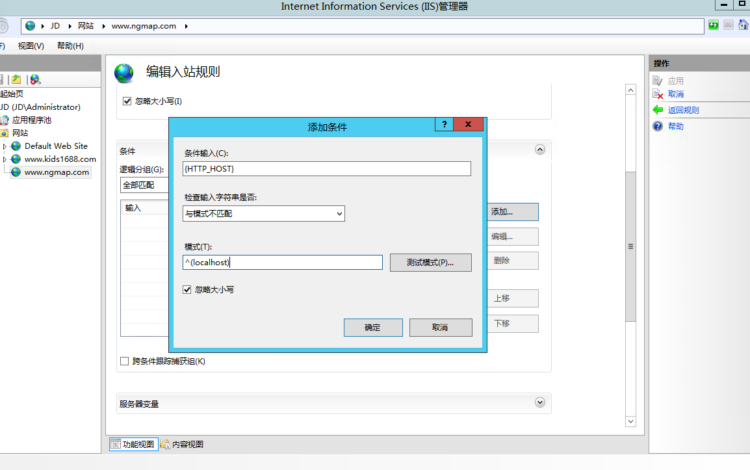 Internet Information Services (IIS)管理器
JD 网站 www.ngmap.com
视图(V) 帮助(H)
起始页
JD (JD\Administrator)
应用程序池
网站
Default Web Site
www.kids1688.com
www.ngmap.com
编辑入站规则
忽略大小写(I)
条件
逻辑分组(G):
全部匹配
输入
添加...
编辑...
删除
上移
下移
跨条件跟踪捕获组(K)
服务器变量
添加条件
? x
条件输入(C):
{HTTP_HOST}
检查输入字符串是否:
与模式不匹配
模式(T):
^(localhost)
测试模式(P)...
忽略大小写
确定 取消
操作
应用
取消
返回规则
帮助
功能视图 内容视图